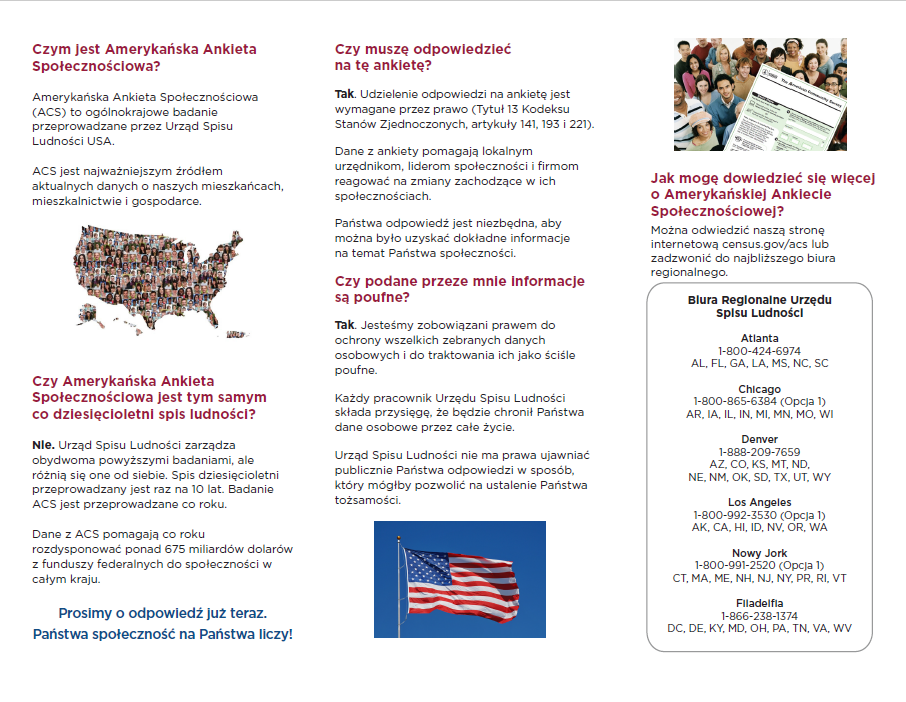 Czym jest Amerykańska Ankieta
Społecznościowa?
Amerykańska Ankieta Społecznościowa
(ACS) to ogólnokrajowe badanie
przeprowadzane przez Urząd Spisu
Ludności USA.
ACS jest najważniejszym źródłem
aktualnych danych o naszych mieszkańcach,
mieszkalnictwie i gospodarce.
Czy Amerykańska Ankieta
Społecznościowa jest tym samym
co dziesięcioletni spis ludności?
Nie. Urząd Spisu Ludności zarządza
obydwoma powyższymi badaniami, ale
różnią się one od siebie. Spis dziesięcioletni
przeprowadzany jest raz na 10 lat. Badanie
ACS jest przeprowadzane co roku.
Dane z ACS pomagają co roku
rozdysponować ponad 675 miliardów dolarów
z funduszy federalnych do społeczności w
całym kraju.
Prosimy o odpowiedź już teraz.
Państwa społeczność na Państwa liczy!
Czy muszę odpowiedzieć
na tę ankietę?
Tak. Udzielenie odpowiedzi na ankietę jest
wymagane przez prawo (Tytuł 13 Kodeksu
Stanów Zjednoczonych, artykuły 141, 193 i 221).
Dane z ankiety pomagają lokalnym
urzędnikom, liderom społeczności i firmom
reagować na zmiany zachodzące w ich
społecznościach.
Państwa odpowiedź jest niezbędna, aby
można było uzyskać dokładne informacje
na temat Państwa społeczności.
Czy podane przeze mnie informacje
są poufne?
Tak. Jesteśmy zobowiązani prawem do
ochrony wszelkich zebranych danych
osobowych i do traktowania ich jako ściśle
poufne.
Każdy pracownik Urzędu Spisu Ludności
składa przysięgę, że będzie chronił Państwa
dane osobowe przez całe życie.
Urząd Spisu Ludności nie ma prawa ujawniać
publicznie Państwa odpowiedzi w sposób,
który mógłby pozwolić na ustalenie Państwa
tożsamości.
The American Community Survey
Jak mogę dowiedzieć się więcej
o Amerykańskiej Ankiecie
Społecznościowej?
Można odwiedzić naszą stronę
internetową census.gov/acs lub
zadzwonić do najbliższego biura
regionalnego.
Biura Regionalne Urzędu
Spisu Ludności
Atlanta
1-800-424-6974
AL, FL, GA, LA, MS, NC, SC
Chicago
1-800-865-6384 (Opcja 1)
AR, IA, IL, IN, MI, MN, MO, WI
Denver
1-888-209-7659
AZ, CO, KS, MT, ND,
NE, NM, OK, SD, TX, UT, WY
Los Angeles
1-800-992-3530 (Opcja 1)
AK, CA, HI, ID, NV, OR, WA
Nowy Jork
1-800-991-2520 (Opcja 1)
CT, MA, ME, NH, NJ, NY, PR, RI, VT
Filadelfia
1-866-238-1374
DC, DE, KY, MD, OH, PA, TN, VA, WV